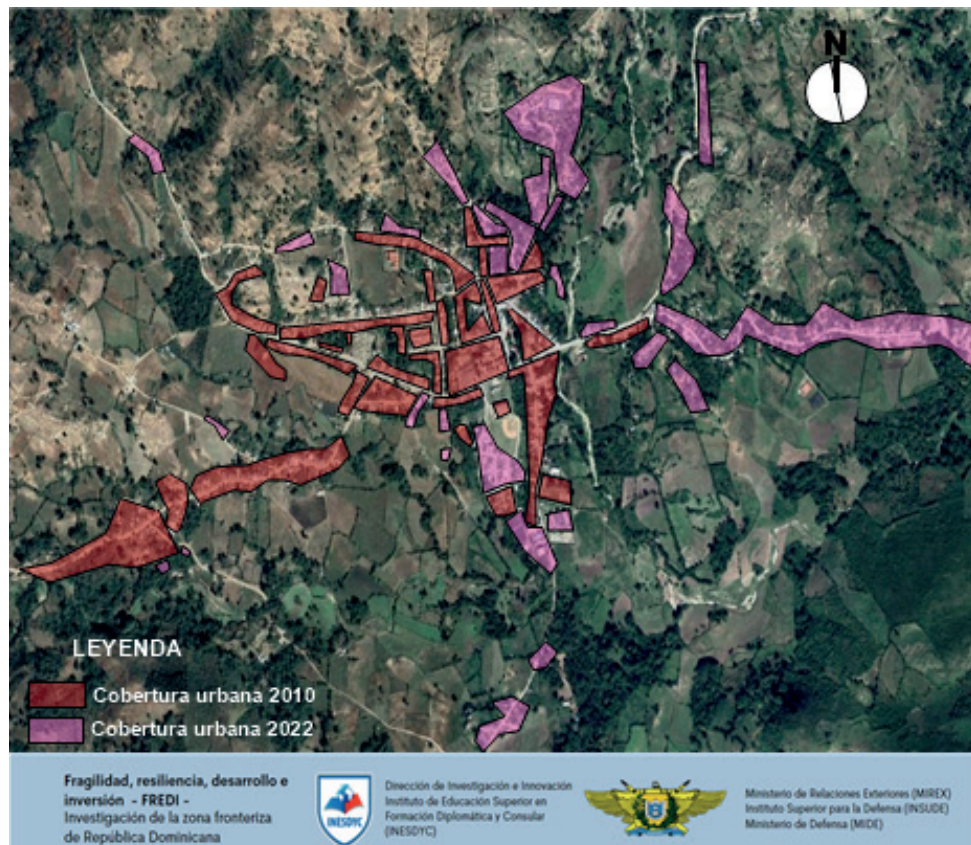 N
LEYENDA
Cobertura urbana 2010
Cobertura urbana 2022
Fragilidad, resiliencia, desarrollo e
inversión - FREDI -
Investigación de la zona fronteriza
de República Dominicana
INESDYC
Dirección de Investigación e Innovación
Instituto de Educación Superior en
Formación Diplomática y Consular
(INESDYC)
Ministerio de Relaciones Exteriores (MIREX)
Instituto Superior para la Defensa (INSUDE)
Ministerio de Defensa (MIDE)